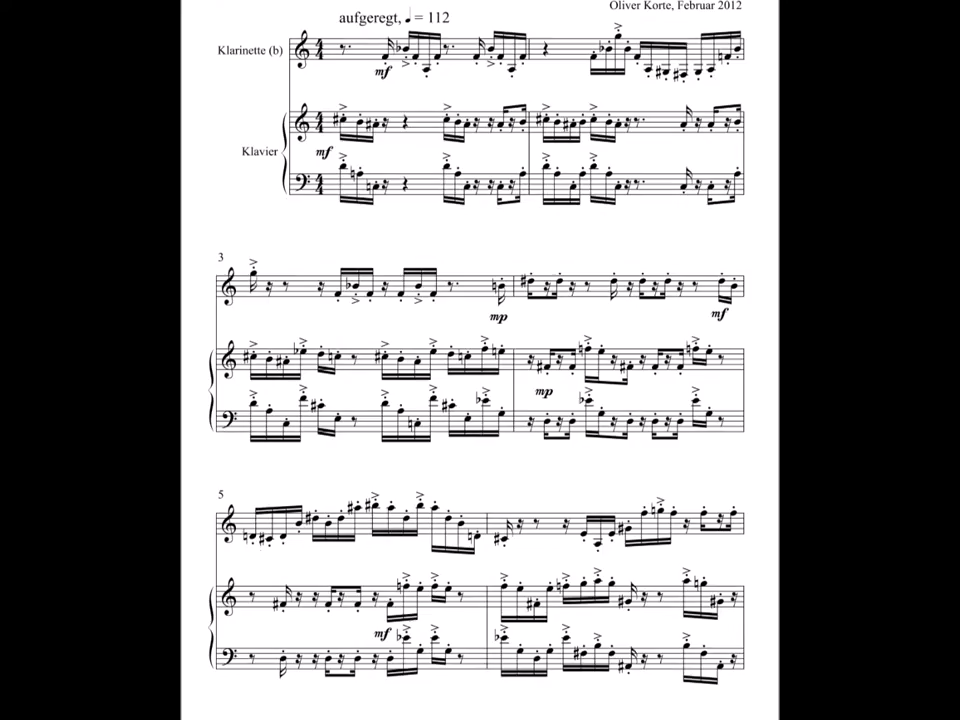 Oliver Korte, Februar 2012
aufgeregt, ♩ = 112
Klarinette (b)
mf
Klavier
mf
3
mp
mf
mp
5
mf